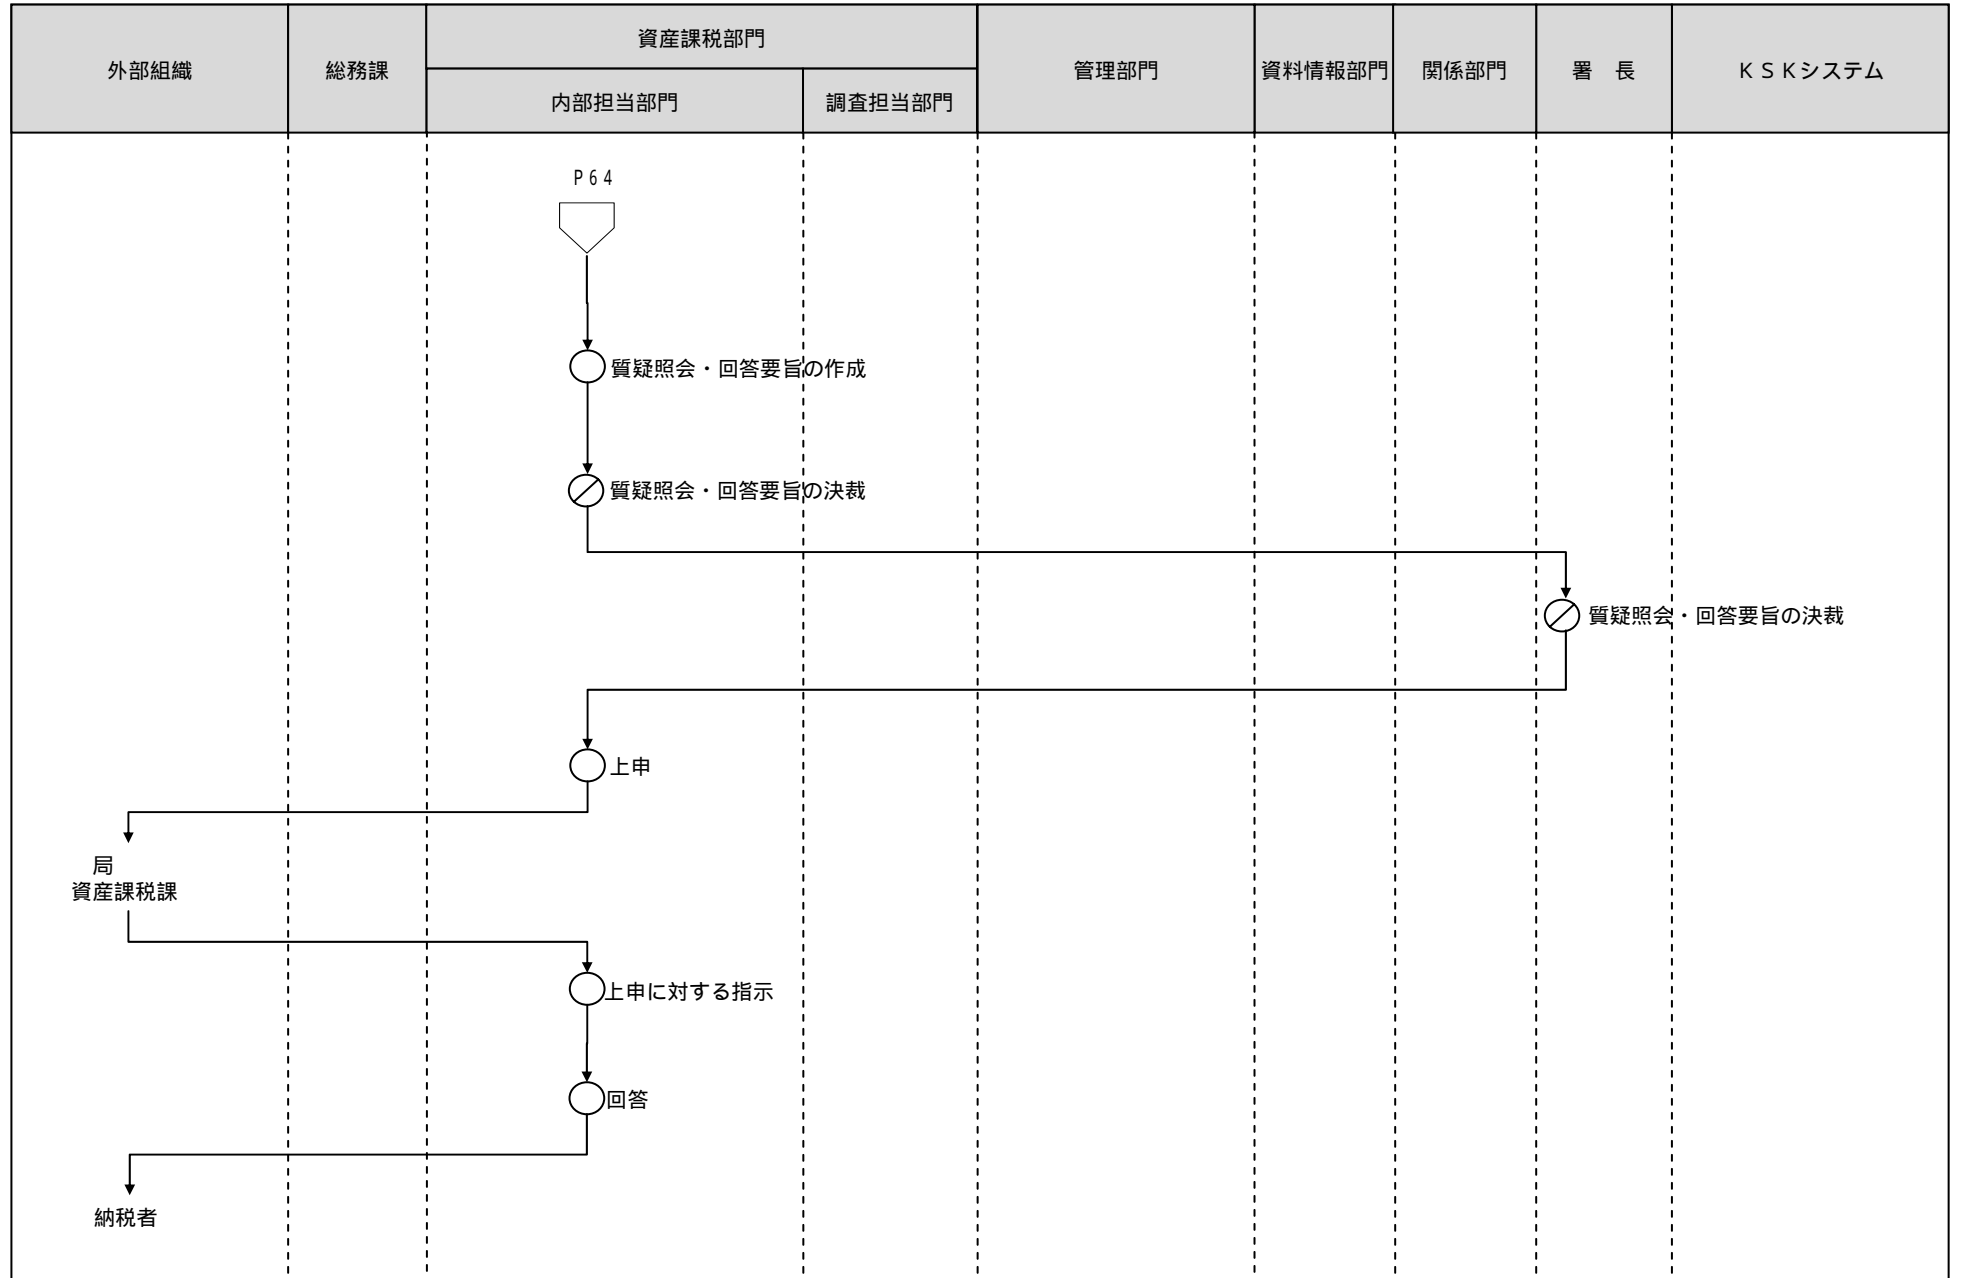 外部組織
総務課
資産課税部門
内部担当部門
調査担当部門
管理部門
資料情報部門
関係部門
署　長
ＫＳＫシステム
Ｐ６４
質疑照会・回答要旨の作成
質疑照会・回答要旨の決裁
質疑照会・回答要旨の決裁
上申
局
資産課税課
上申に対する指示
回答
納税者